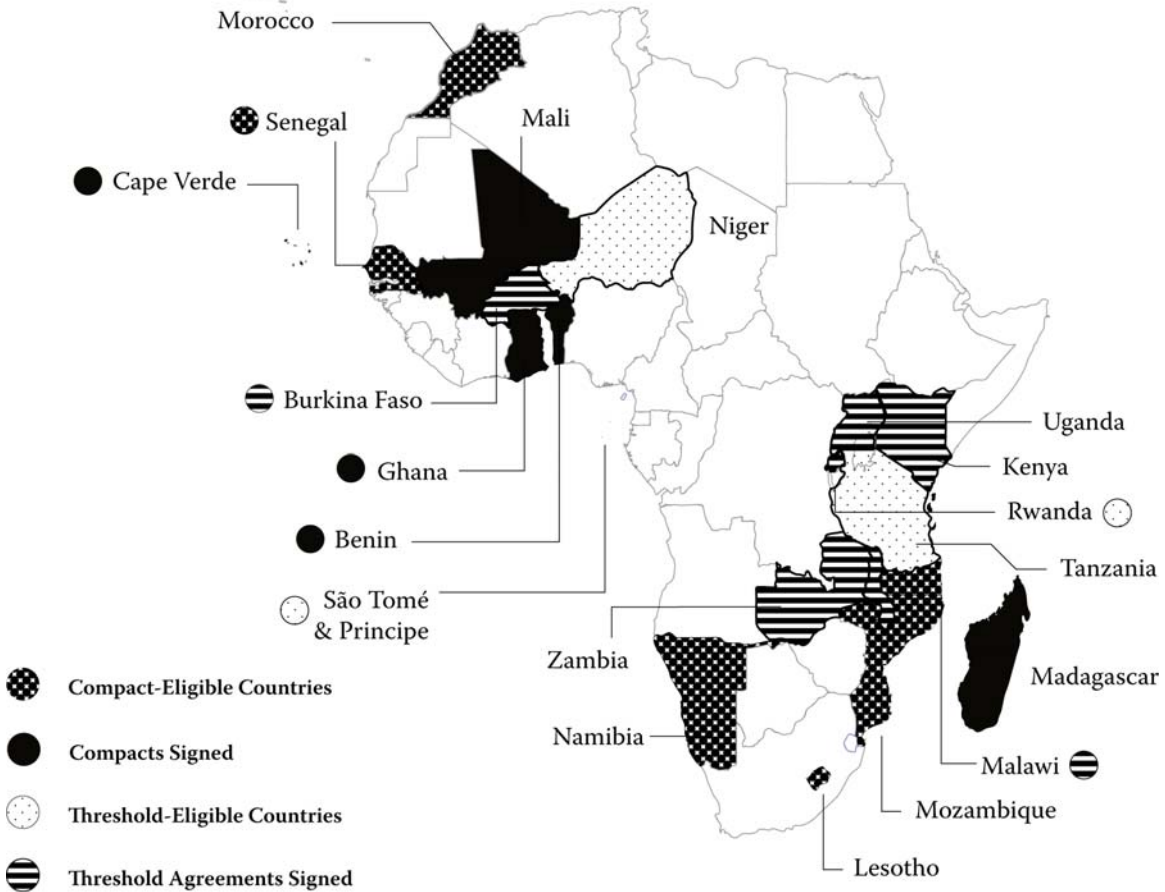 Morocco
Senegal
Mali
Cape Verde
Niger
Burkina Faso
Uganda
Ghana
Kenya
Rwanda
Benin
Tanzania
São Tomé
& Principe
Zambia
Madagascar
Compact-Eligible Countries
Namibia
Compacts Signed
Malawi
Mozambique
Threshold-Eligible Countries
Lesotho
Threshold Agreements Signed